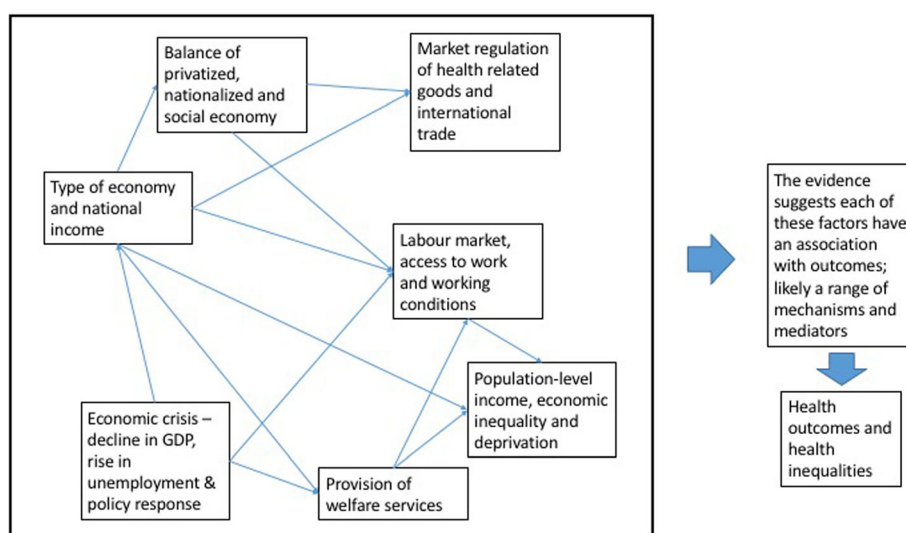 Balance of
privatized,
nationalized and
social economy
Market regulation
of health related
goods and
international
trade
Type of economy
and national
income
Labour market,
access to work
and working
conditions
Population-level
income, economic
inequality and
deprivation
Economic crisis –
decline in GDP,
rise in
unemployment &
policy response
Provision of
welfare services
The evidence
suggests each of
these factors have
an association
with outcomes;
likely a range of
mechanisms and
mediators
Health
outcomes and
health
inequalities